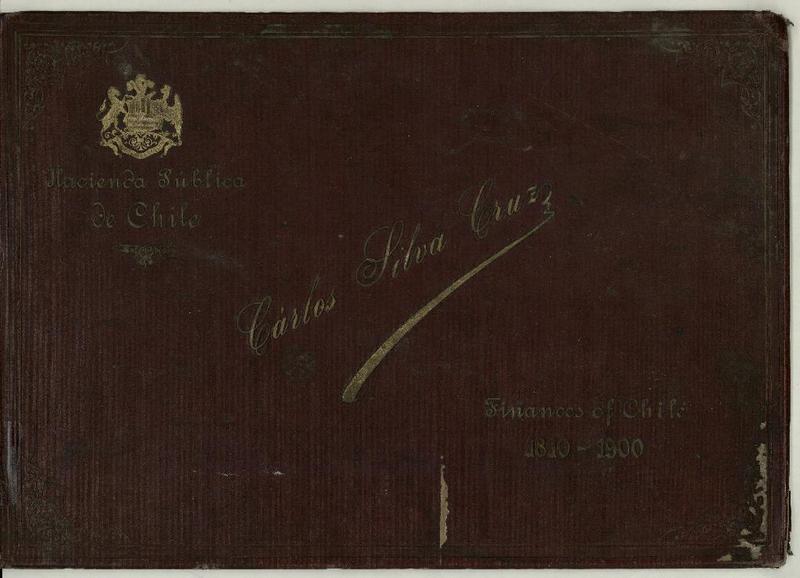 Hacienda Pública
de Chile
Cárlos Silva Cruz
Finances of Chile
1810-1900